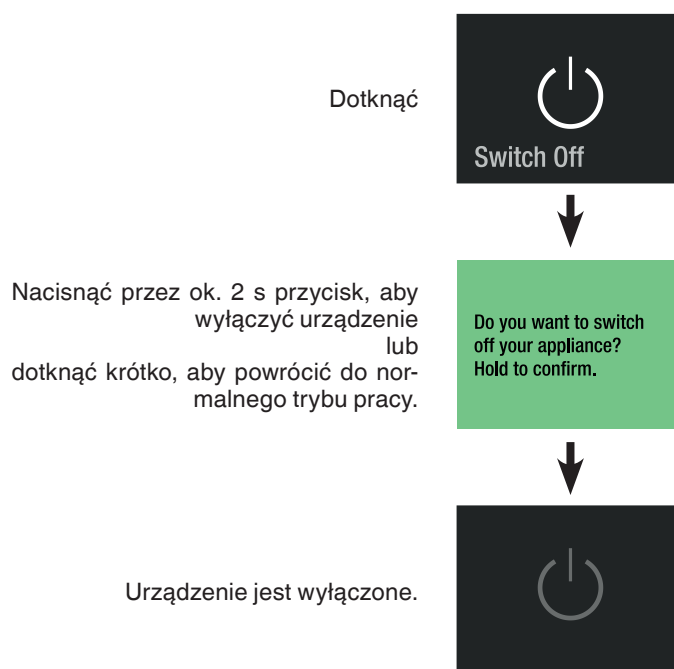 Dotknąć
Switch Off
Nacisnąć przez ok. 2 s przycisk, aby
wyłączyć urządzenie
lub
dotknąć krótko, aby powrócić do nor-
malnego trybu pracy.
Do you want to switch
off your appliance?
Hold to confirm.
Urządzenie jest wyłączone.